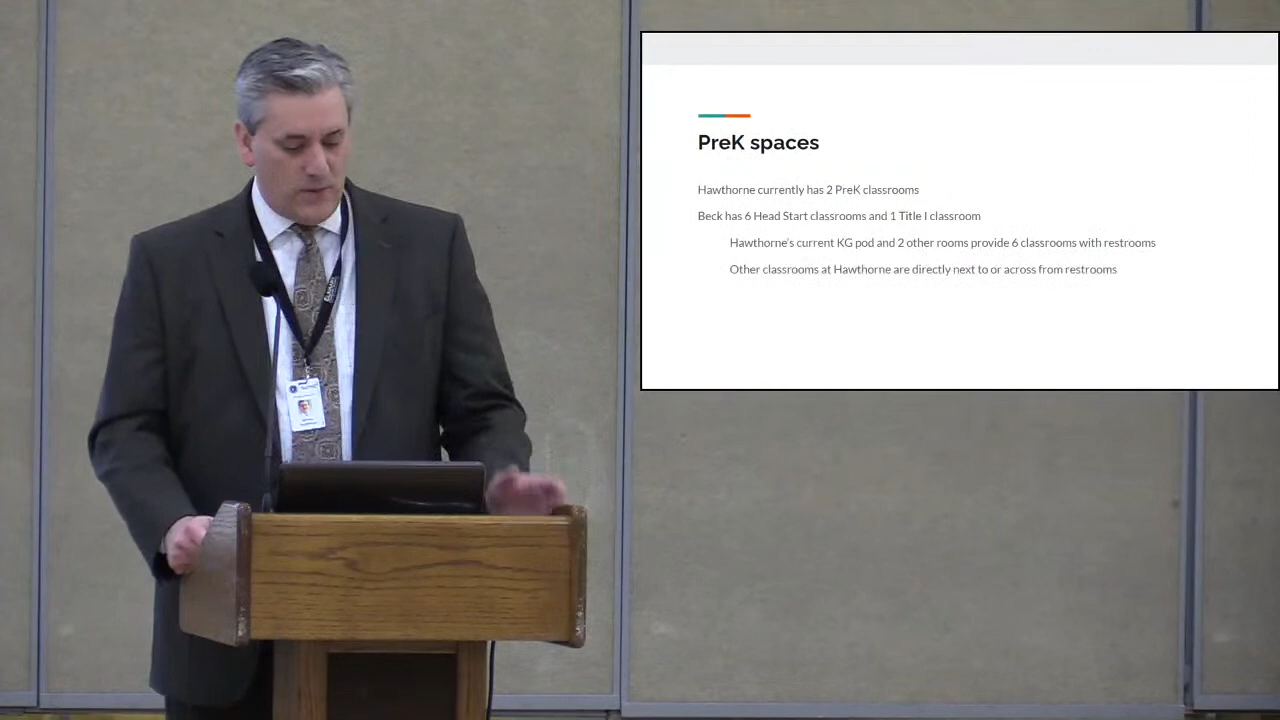 PreK spaces
Hawthorne currently has 2 PreK classrooms
Beck has 6 Head Start classrooms and 1 Title I classroom
Hawthorne's current KG pod and 2 other rooms provide 6 classrooms with restrooms
Other classrooms at Hawthorne are directly next to or across from restrooms